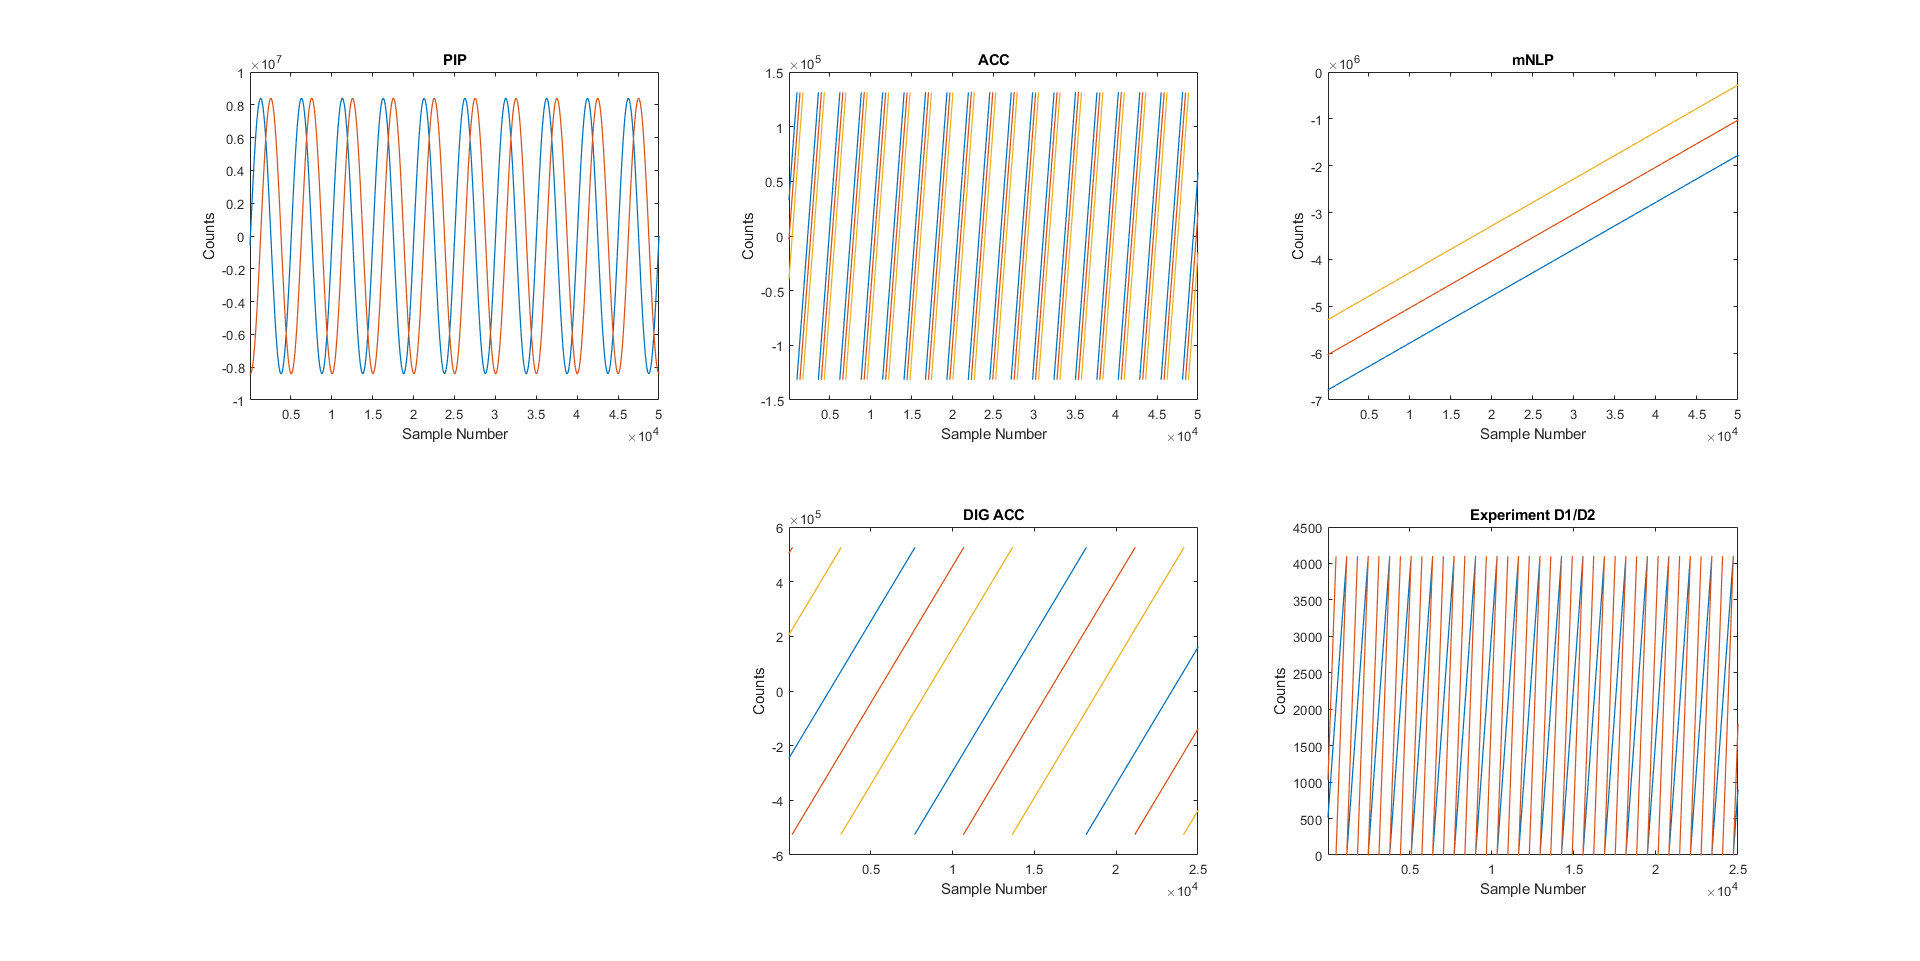 PIP
×10^7
1
0.8
0.6
0.4
0.2
0
-0.2
-0.4
-0.6
-0.8
-1
Counts
0.5 1 1.5 2 2.5 3 3.5 4 4.5 5
Sample Number
×10^4
ACC
×10^5
1.5
1
0.5
0
-0.5
-1
-1.5
Counts
0.5 1 1.5 2 2.5 3 3.5 4 4.5 5
Sample Number
×10^4
mNLP
×10^6
0
-1
-2
-3
-4
-5
-6
-7
Counts
0.5 1 1.5 2 2.5 3 3.5 4 4.5 5
Sample Number
×10^4
DIG ACC
×10^5
6
4
2
0
-2
-4
-6
Counts
0.5 1 1.5 2 2.5
Sample Number
×10^4
Experiment D1/D2
4500
4000
3500
3000
2500
2000
1500
1000
500
0
Counts
0.5 1 1.5 2 2.5
Sample Number
×10^4